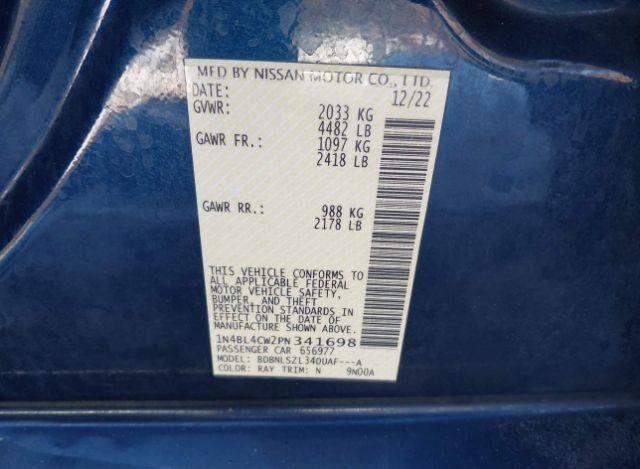 MFD BY NISSAN MOTOR CO., LTD.
DATE: 12/22
GVWR: 2033 KG
4482 LB
GAWR FR.: 1097 KG
2418 LB
GAWR RR.: 988 KG
2178 LB
THIS VEHICLE CONFORMS TO
ALL APPLICABLE FEDERAL
MOTOR VEHICLE SAFETY,
BUMPER, AND THEFT
PREVENTION STANDARDS
IN EFFECT ON THE DATE OF
MANUFACTURE SHOWN ABOVE.
1N4BL4CW2PN341698
PASSENGER CAR 656977
MODEL: BDBNLSZL34DUAF---A
COLOR: RAY TRIM: N 9N00A